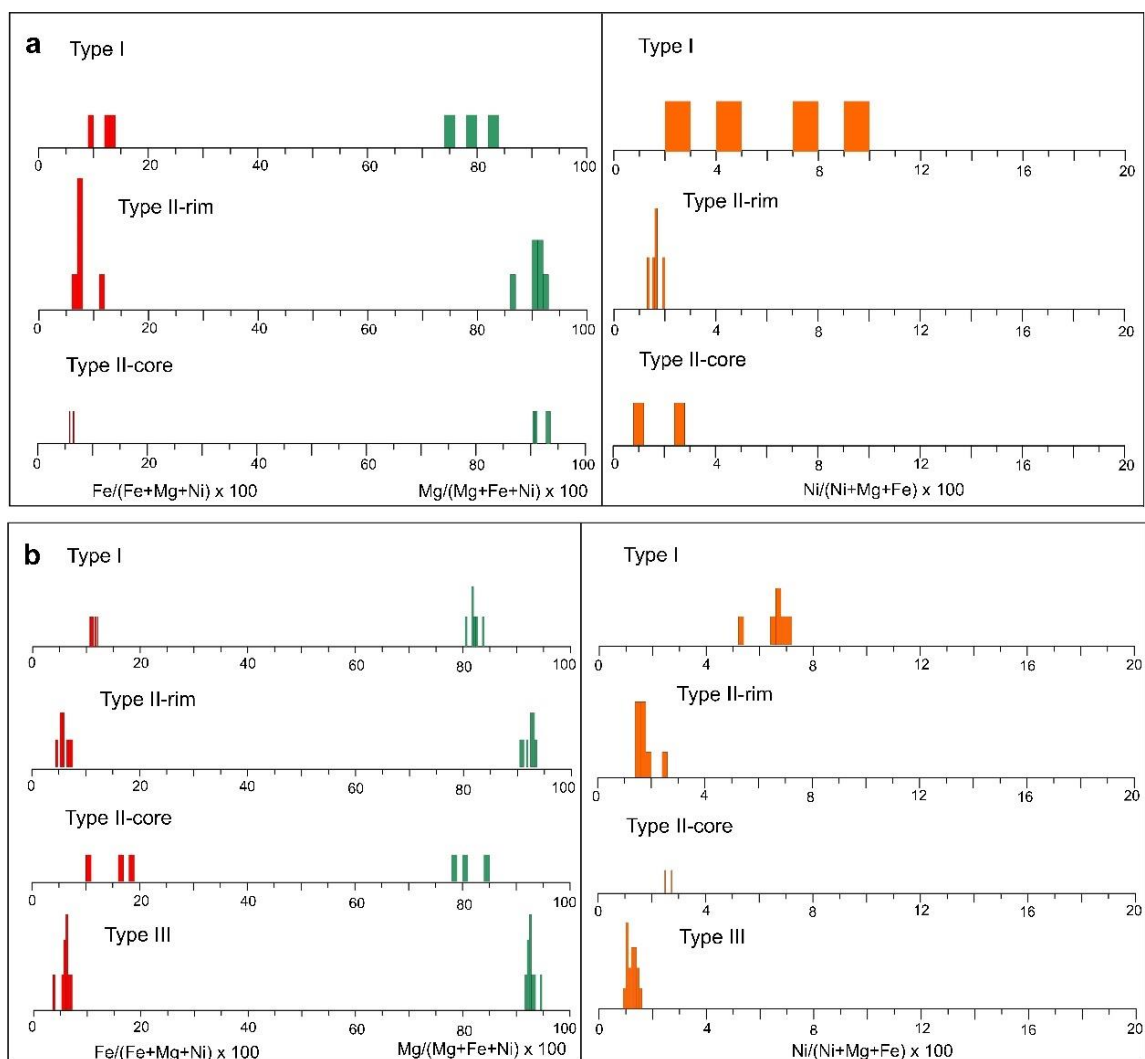 a
Type I
0 20 40 60 80 100
Type II-rim
0 20 40 60 80 100
Type II-core
0 20 40 60 80 100
Fe/(Fe+Mg+Ni) x 100 Mg/(Mg+Fe+Ni) x 100
Type I
0 4 8 12 16 20
Type II-rim
0 4 8 12 16 20
Type II-core
0 4 8 12 16 20
Ni/(Ni+Mg+Fe) x 100
b
Type I
0 20 40 60 80 100
Type II-rim
0 20 40 60 80 100
Type II-core
0 20 40 60 80 100
Type III
0 20 40 60 80 100
Fe/(Fe+Mg+Ni) x 100 Mg/(Mg+Fe+Ni) x 100
Type I
0 4 8 12 16 20
Type II-rim
0 4 8 12 16 20
Type II-core
0 4 8 12 16 20
Type III
0 4 8 12 16 20
Ni/(Ni+Mg+Fe) x 100